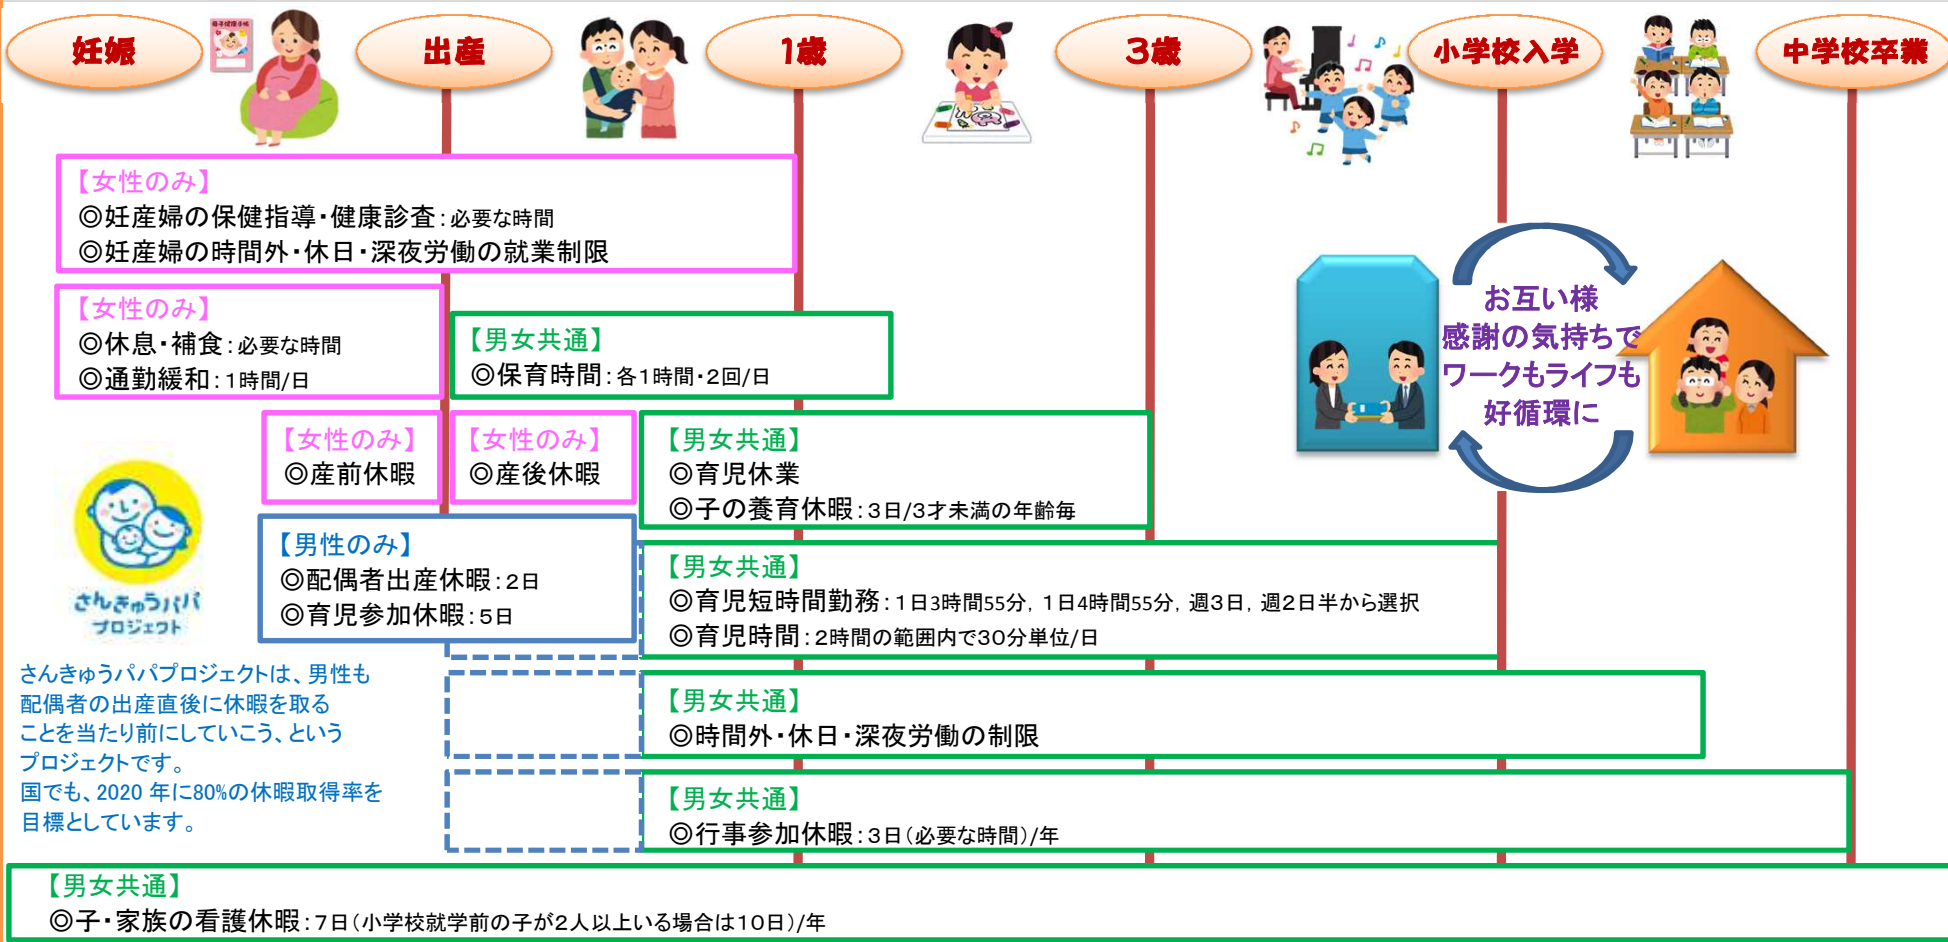 妊娠
出産
1歳
3歳
小学校入学
中学校卒業
母子健康手帳
【女性のみ】
◎妊産婦の保健指導・健康診査：必要な時間
◎妊産婦の時間外・休日・深夜労働の就業制限
【女性のみ】
◎休息・補食：必要な時間
◎通勤緩和：1時間/日
【男女共通】
◎保育時間：各1時間・2回/日
お互い様
感謝の気持ちで
ワークもライフも
好循環に
【女性のみ】
◎産前休暇
【女性のみ】
◎産後休暇
【男女共通】
◎育児休業
◎子の養育休暇：3日/3才未満の年齢毎
【男性のみ】
◎配偶者出産休暇：2日
◎育児参加休暇：5日
【男女共通】
◎育児短時間勤務：1日3時間55分，1日4時間55分，週3日，週2日半から選択
◎育児時間：2時間の範囲内で30分単位/日
さんきゅうパパ
プロジェクト
さんきゅうパパプロジェクトは、男性も
配偶者の出産直後に休暇を取る
ことを当たり前にしていこう、という
プロジェクトです。
国でも、2020 年に80%の休暇取得率を
目標としています。
【男女共通】
◎時間外・休日・深夜労働の制限
【男女共通】
◎行事参加休暇：3日（必要な時間）/年
【男女共通】
◎子・家族の看護休暇：7日（小学校就学前の子が2人以上いる場合は10日）/年